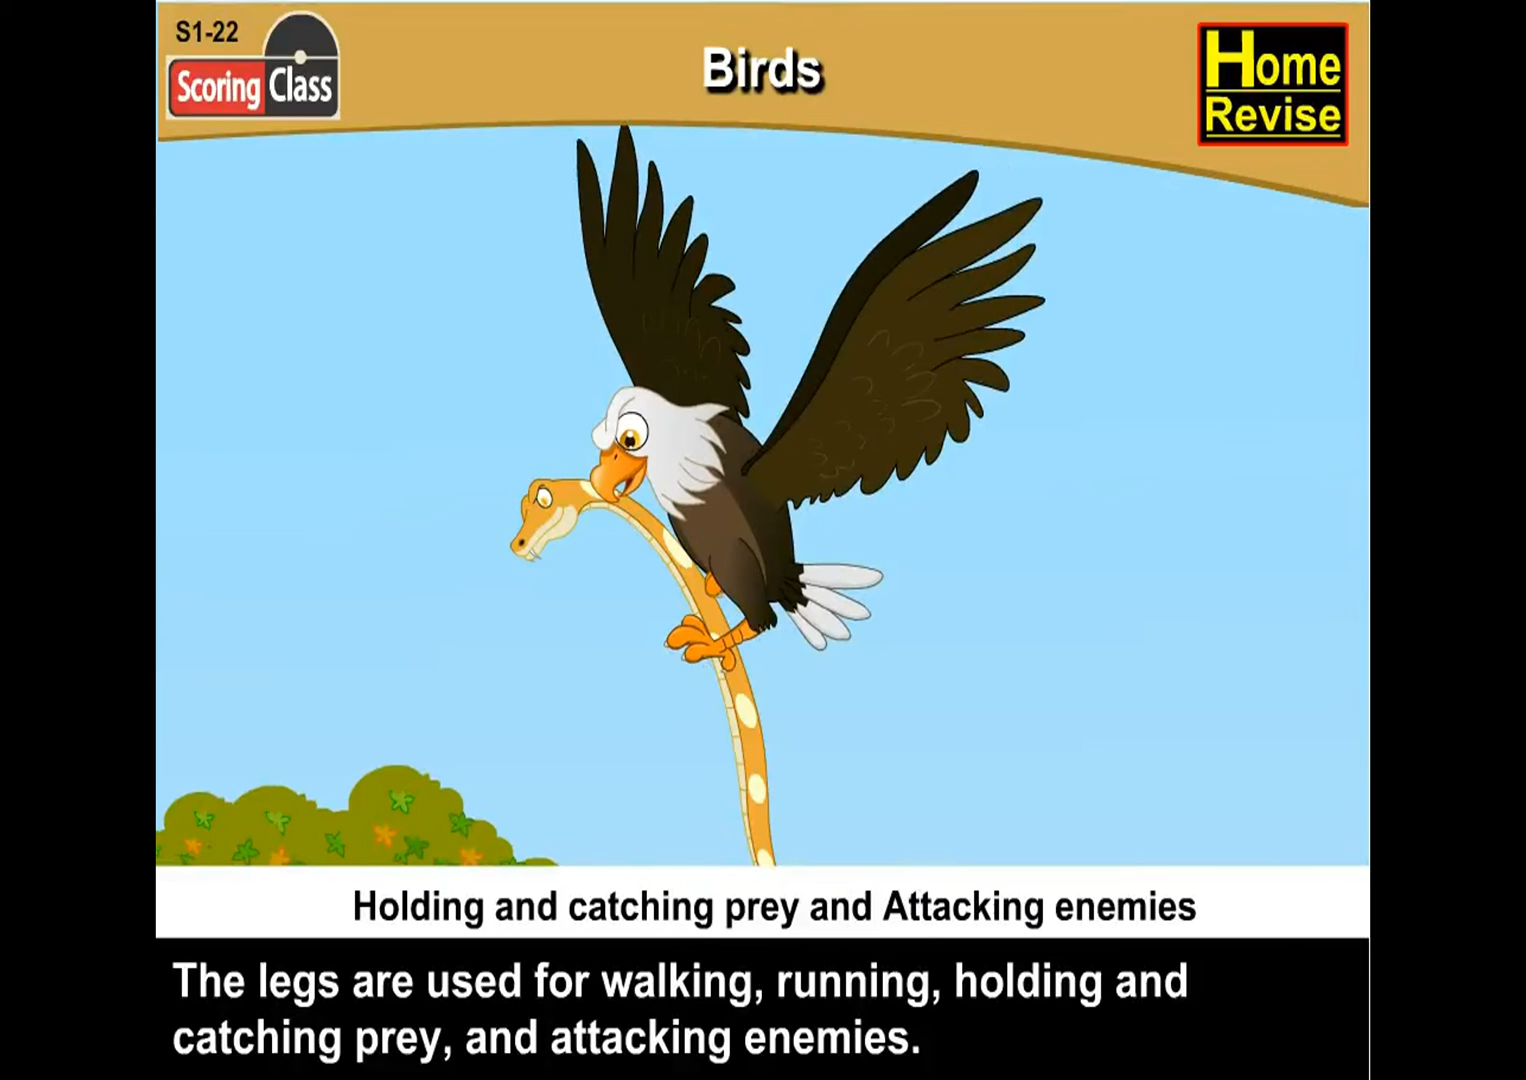 S1-22
Scoring Class
Birds
Home
Revise
Holding and catching prey and Attacking enemies
The legs are used for walking, running, holding and
catching prey, and attacking enemies.